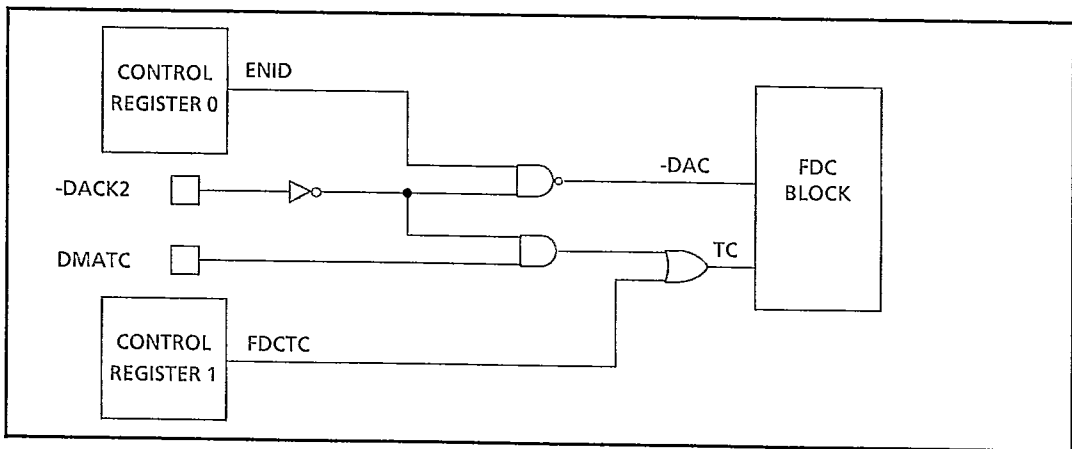 CONTROL
REGISTER 0
ENID
-DACK2
-DAC
FDC
BLOCK
DMATC
TC
CONTROL
REGISTER 1
FDCTC